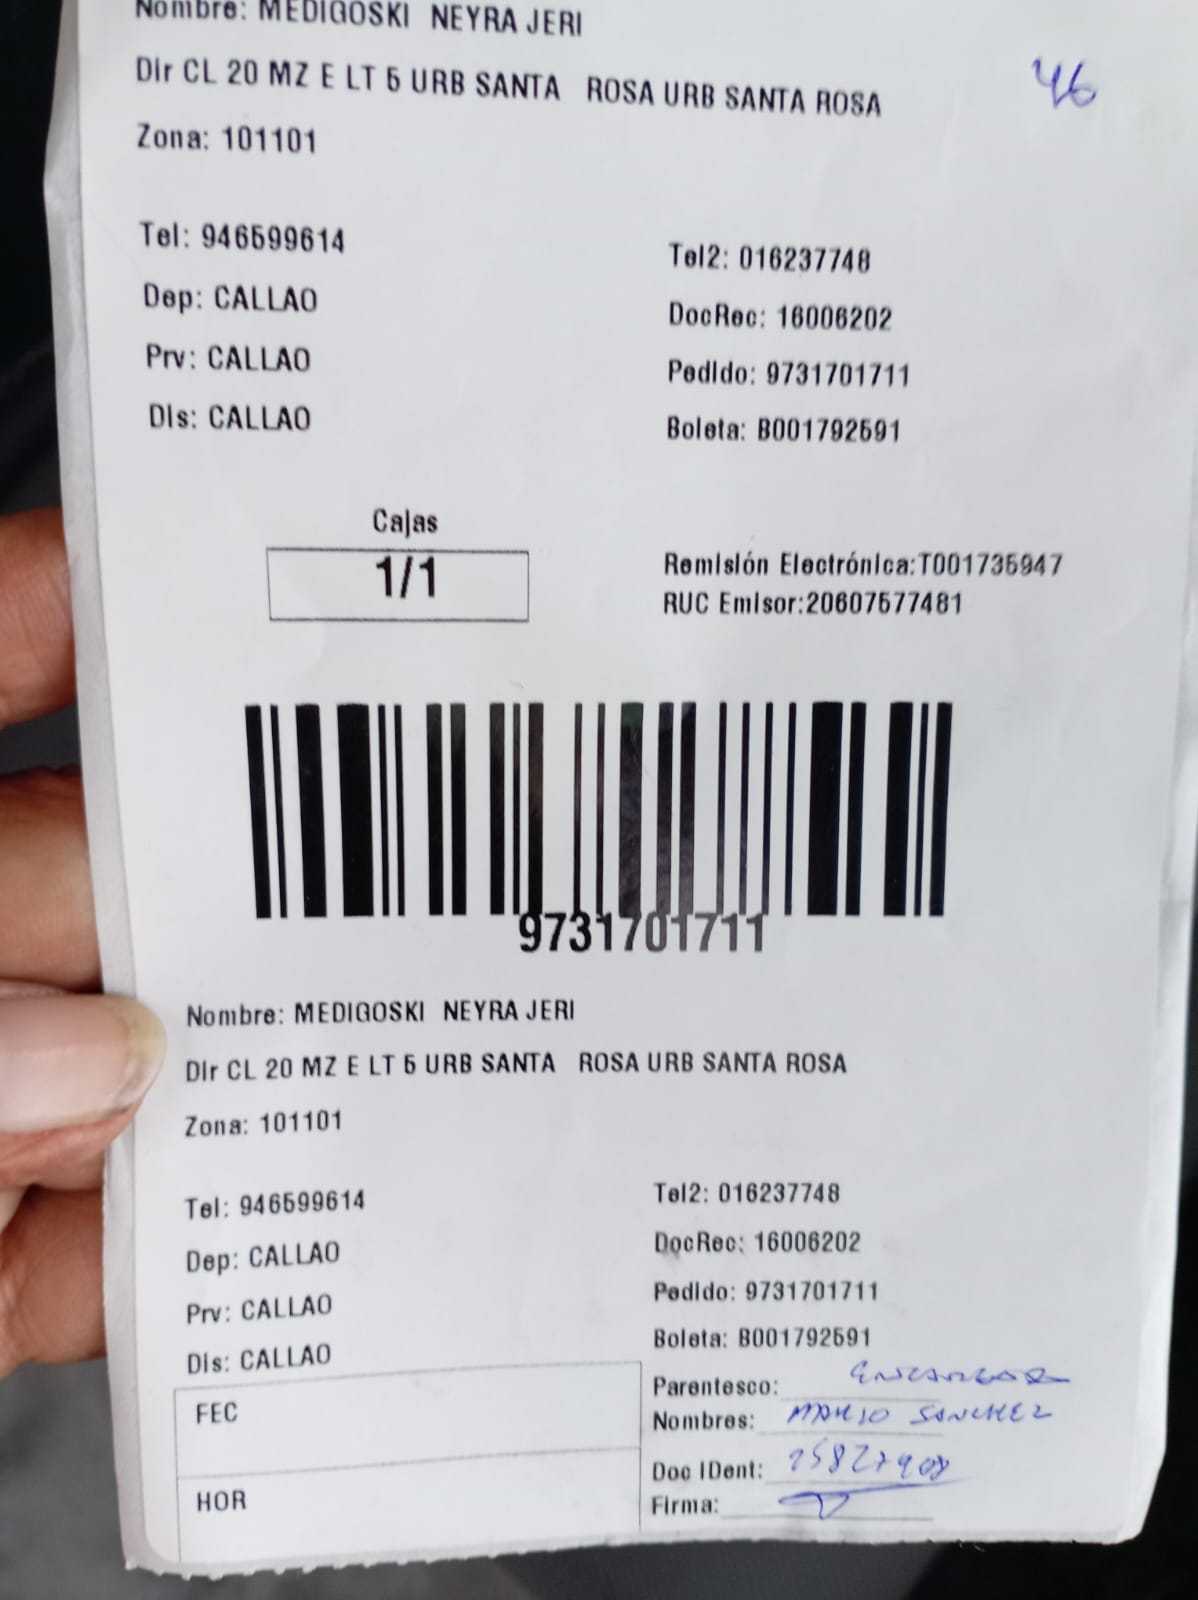 Nombre: MEDIGOSKI NEYRA JERI
Dir CL 20 MZ E LT 5 URB SANTA ROSA URB SANTA ROSA
46
Zona: 101101
Tel: 946599614
Tel2: 016237748
Dep: CALLAO
DocRec: 16006202
Prv: CALLAO
Pedido: 9731701711
Dis: CALLAO
Boleta: B001792591
Cajas
1/1
Remisión Electrónica:T001735947
RUC Emisor:20607577481
9731701711
Nombre: MEDIGOSKI NEYRA JERI
Dir CL 20 MZ E LT 5 URB SANTA ROSA URB SANTA ROSA
Zona: 101101
Tel: 946599614
Tel2: 016237748
Dep: CALLAO
DocRec: 16006202
Prv: CALLAO
Pedido: 9731701711
Dis: CALLAO
Boleta: B001792591
FEC
Parentesco:
Nombres: MARIO SANCHEZ
Doc IDent:
HOR
Firma: